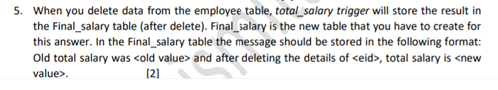 5. When you delete data from the employee table, total_salary trigger will store the result in
the Final_salary table (after delete). Final_salary is the new table that you have to create for
this answer. In the Final_salary table the message should be stored in the following format:
Old total salary was <old value> and after deleting the details of <eid>, total salary is <new
value>. [2]